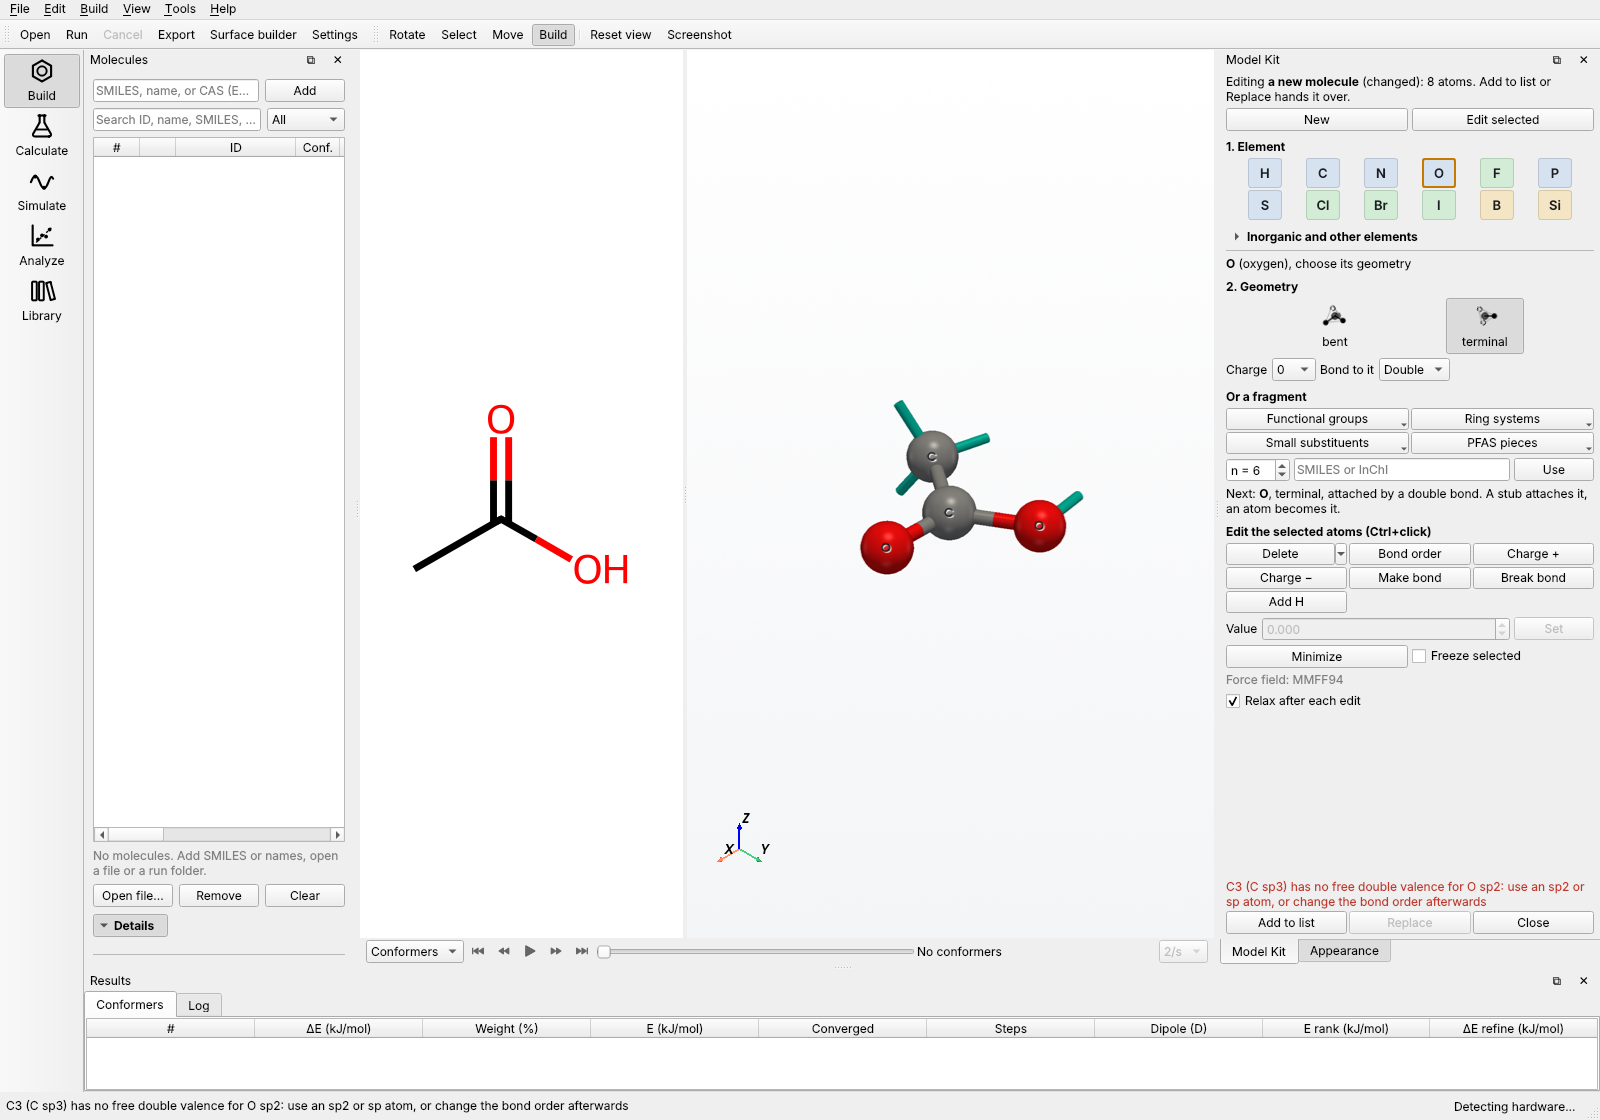 File Edit Build View Tools Help
Open Run Cancel Export Surface builder Settings Rotate Select Move Build Reset view Screenshot
Build
Calculate
Simulate
Analyze
Library
Molecules
SMILES, name, or CAS (E... Add
Search ID, name, SMILES, ... All
# ID Conf.
No molecules. Add SMILES or names, open
a file or a run folder.
Open file... Remove Clear
Details
O
OH
C
C
O
O
Z
X Y
Conformers No conformers 2/s
Model Kit
Editing a new molecule (changed): 8 atoms. Add to list or
Replace hands it over.
New Edit selected
1. Element
H C N O F P
S Cl Br I B Si
Inorganic and other elements
O (oxygen), choose its geometry
2. Geometry
bent terminal
Charge 0 Bond to it Double
Or a fragment
Functional groups Ring systems
Small substituents PFAS pieces
n = 6 SMILES or InChI Use
Next: O, terminal, attached by a double bond. A stub attaches it,
an atom becomes it.
Edit the selected atoms (Ctrl+click)
Delete Bond order Charge +
Charge − Make bond Break bond
Add H
Value 0.000 Set
Minimize Freeze selected
Force field: MMFF94
Relax after each edit
C3 (C sp3) has no free double valence for O sp2: use an sp2 or
sp atom, or change the bond order afterwards
Add to list Replace Close
Model Kit Appearance
Results
Conformers Log
# ΔE (kJ/mol) Weight (%) E (kJ/mol) Converged Steps Dipole (D) E rank (kJ/mol) ΔE refine (kJ/mol)
C3 (C sp3) has no free double valence for O sp2: use an sp2 or sp atom, or change the bond order afterwards Detecting hardware...